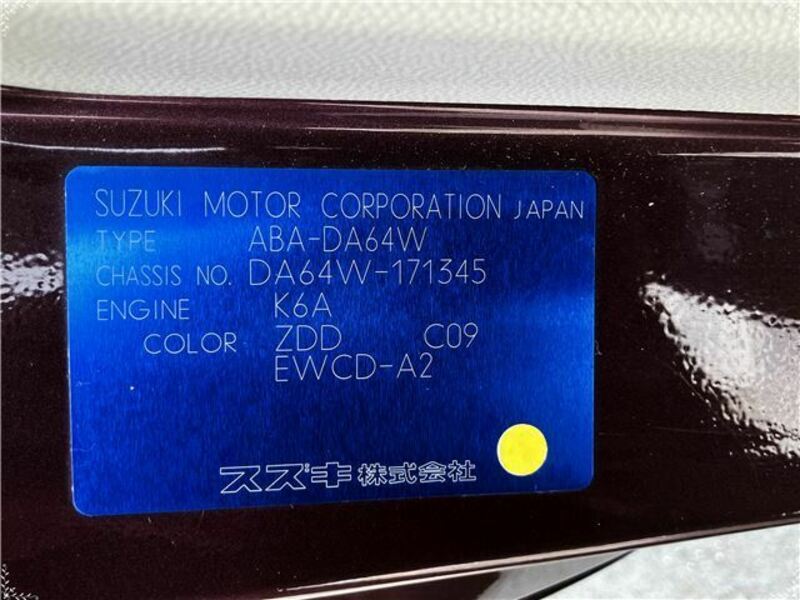 SUZUKI MOTOR CORPORATION JAPAN
TYPE ABA-DA64W
CHASSIS NO. DA64W-171345
ENGINE K6A
COLOR ZDD C09
EWCD-A2
スズキ株式会社